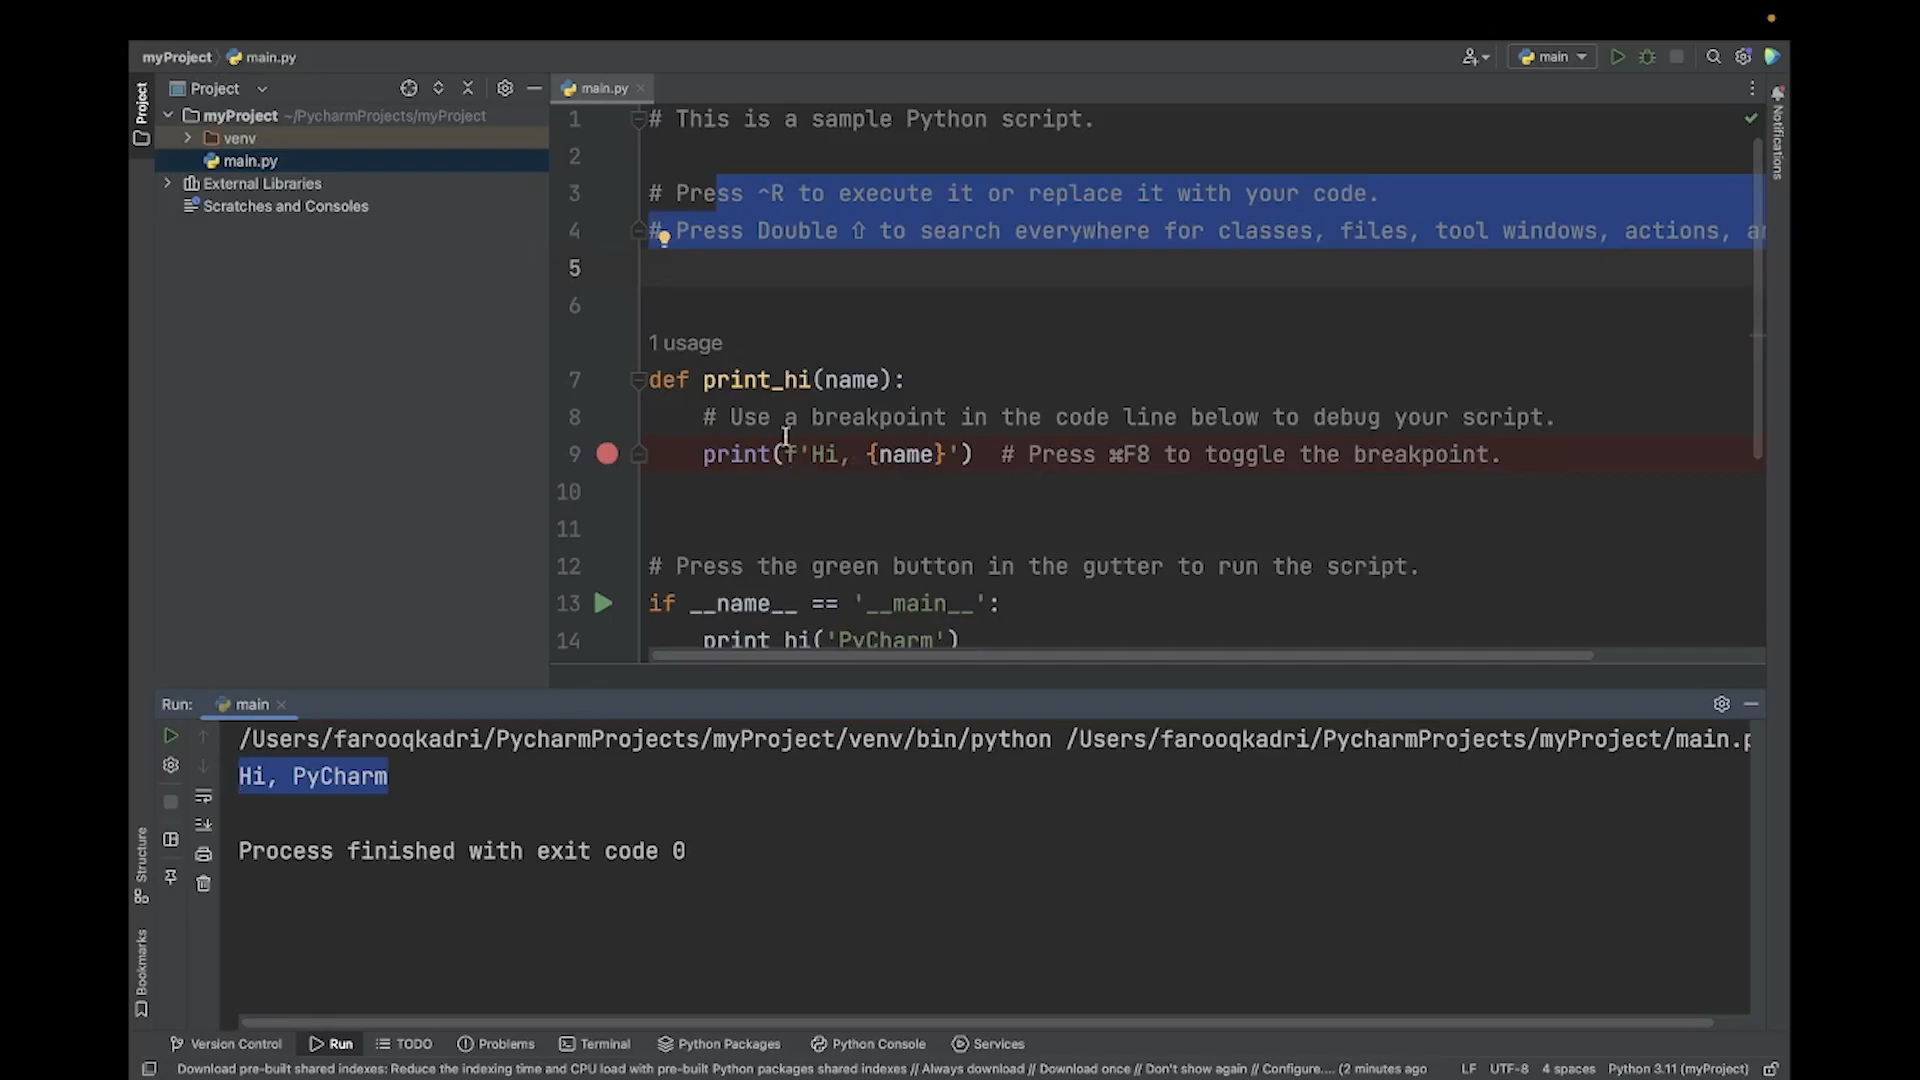 myProject main.py
main
Project
Project
main.py
Notifications
myProject ~/PycharmProjects/myProject
venv
main.py
External Libraries
Scratches and Consoles
1 # This is a sample Python script.
2
3 # Press ⌃R to execute it or replace it with your code.
4 # Press Double ⇧ to search everywhere for classes, files, tool windows, actions,
5
6
1 usage
7 def print_hi(name):
8 # Use a breakpoint in the code line below to debug your script.
9 print(f'Hi, {name}') # Press ⌘F8 to toggle the breakpoint.
10
11
12 # Press the green button in the gutter to run the script.
13 if __name__ == '__main__':
14 print_hi('PyCharm')
Run: main
/Users/farooqkadri/PycharmProjects/myProject/venv/bin/python /Users/farooqkadri/PycharmProjects/myProject/main.p
Hi, PyCharm
Process finished with exit code 0
Structure
Bookmarks
Version Control Run TODO Problems Terminal Python Packages Python Console Services
Download pre-built shared indexes: Reduce the indexing time and CPU load with pre-built Python packages shared indexes // Always download // Download once // Don't show again // Configure.... (2 minutes ago LF UTF-8 4 spaces Python 3.11 (myProject)